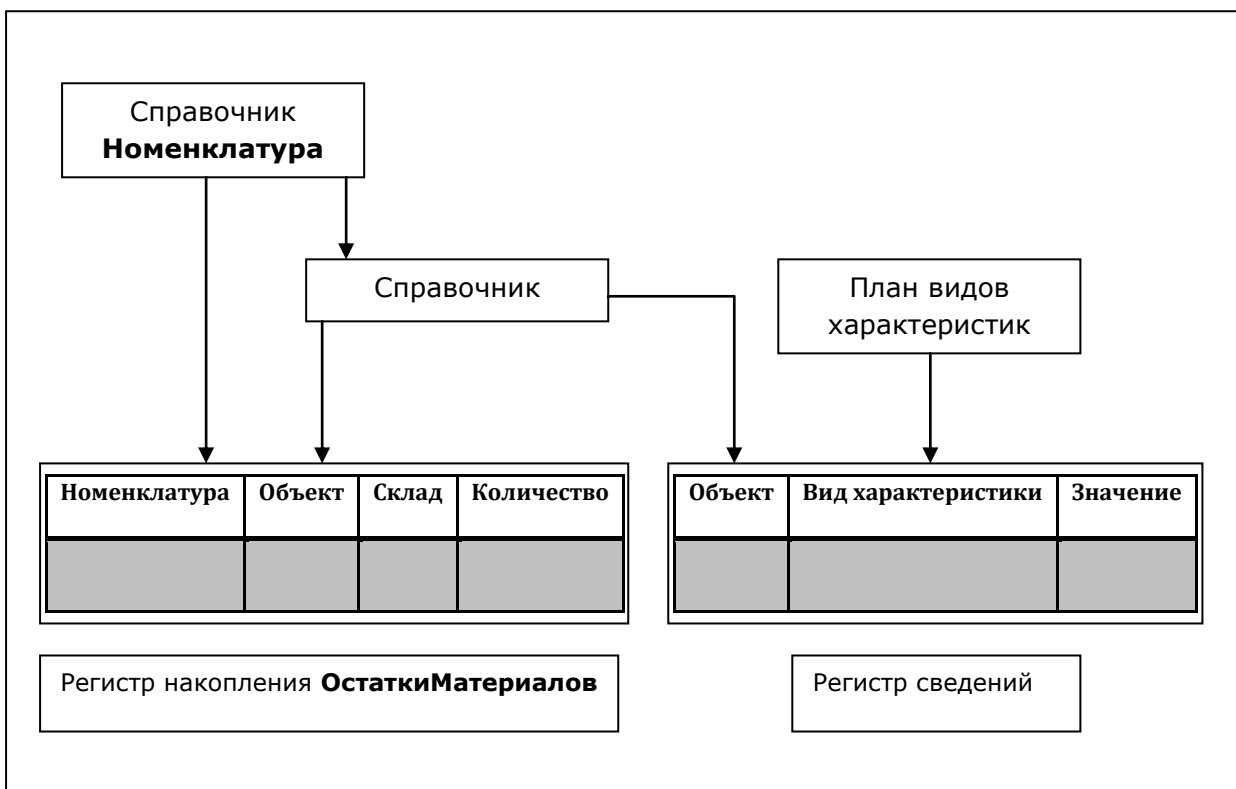 Справочник
Номенклатура
Справочник
План видов
характеристик
Номенклатура Объект Склад Количество
Объект Вид характеристики Значение
Регистр накопления ОстаткиМатериалов
Регистр сведений